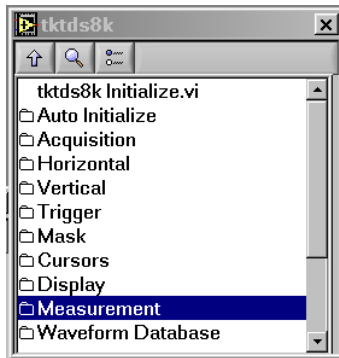 tktds8k
tktds8k Initialize.vi
Auto Initialize
Acquisition
Horizontal
Vertical
Trigger
Mask
Cursors
Display
Measurement
Waveform Database